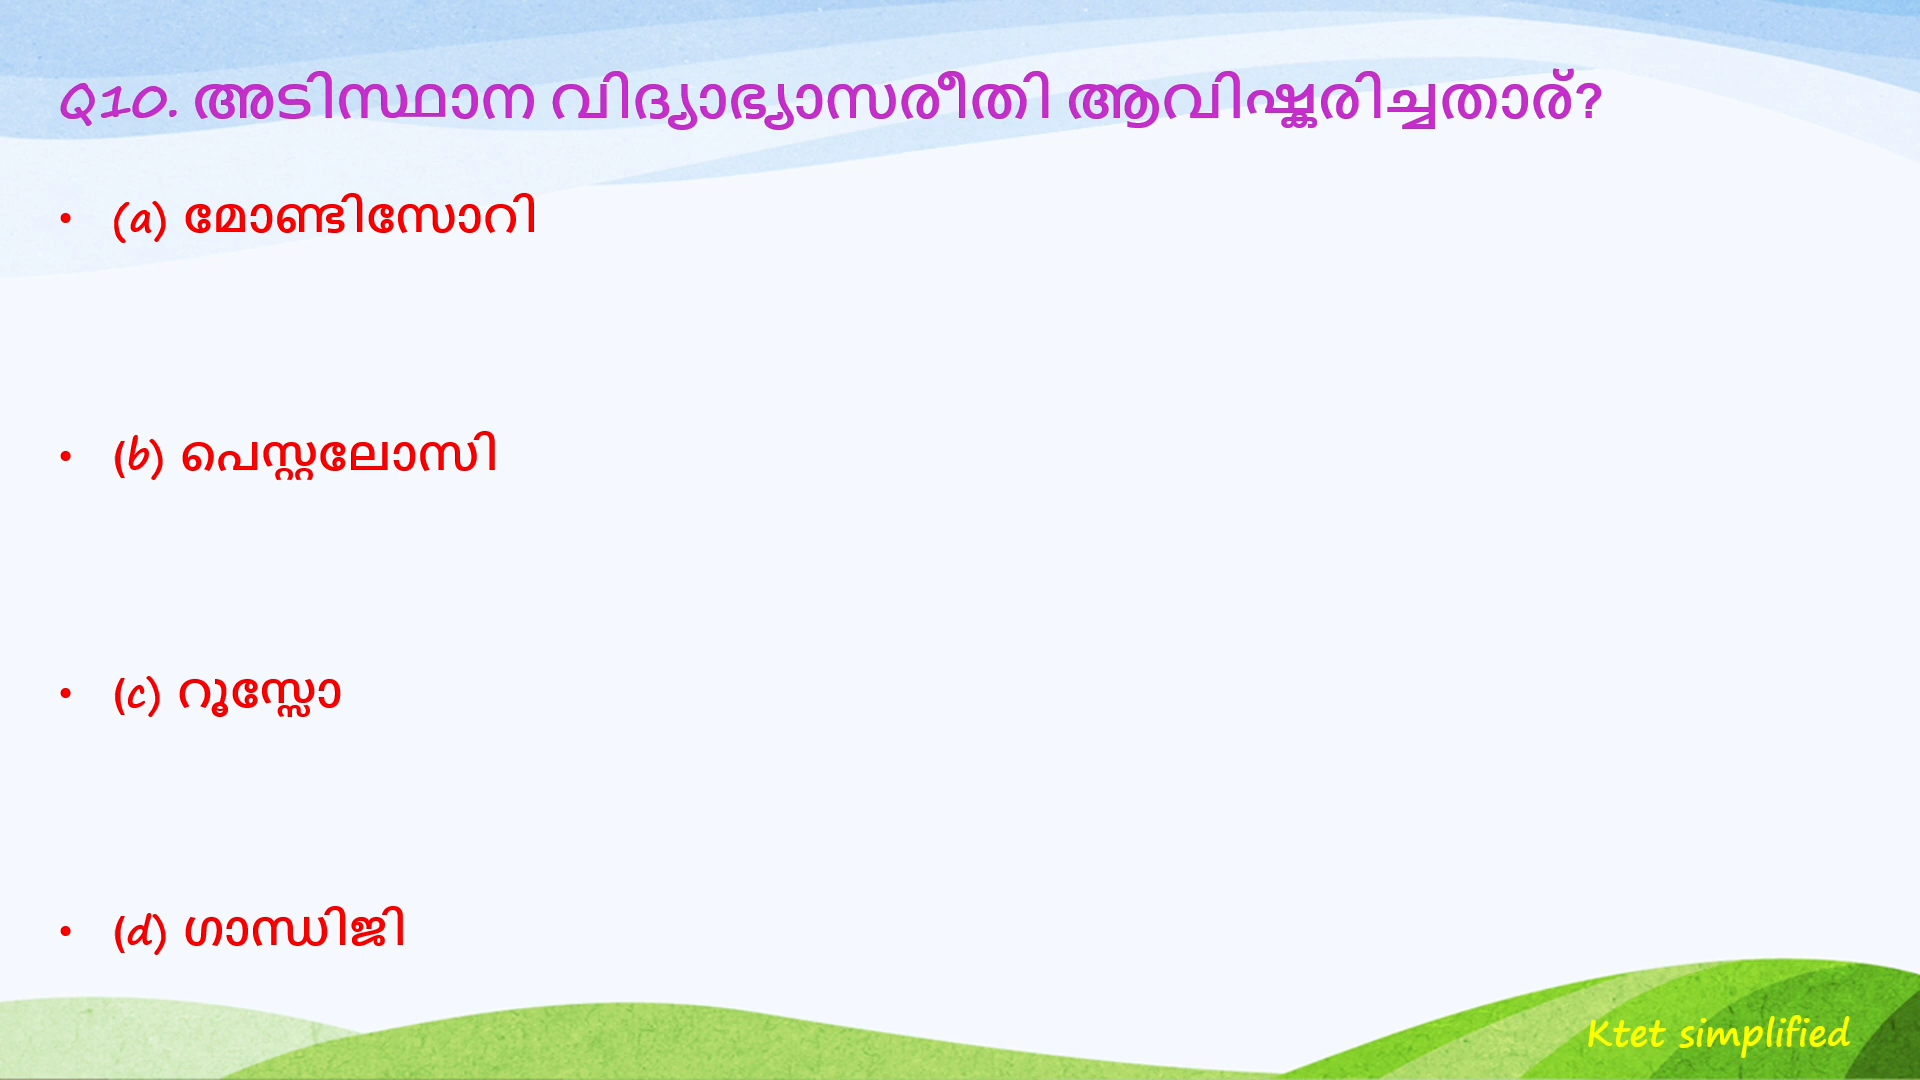 Q10. അടിസ്ഥാന വിദ്യാഭ്യാസരീതി ആവിഷ്കരിച്ചതാര്?
• (a) മോണ്ടിസോറി
• (b) പെസ്റ്റലോസി
• (c) റൂസ്സോ
• (d) ഗാന്ധിജി
Ktet simplified